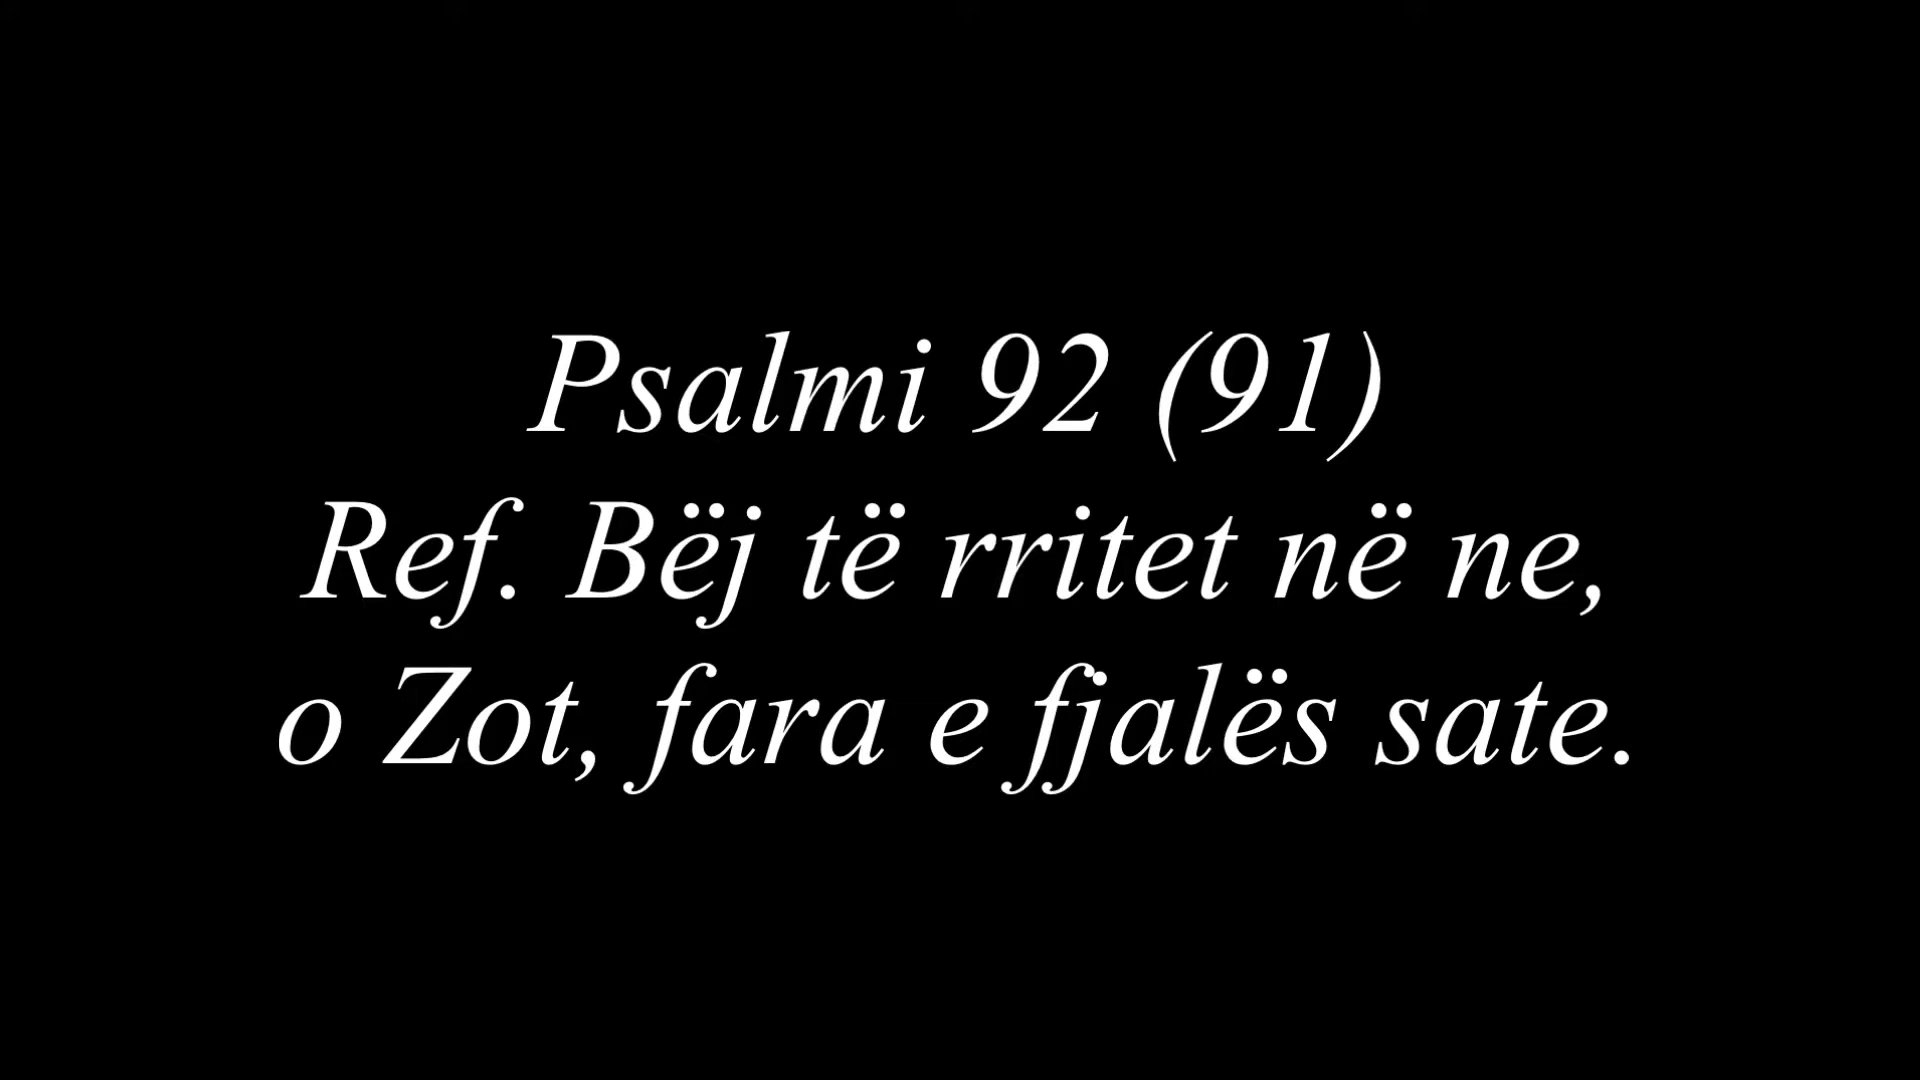 Psalmi 92 (91)
Ref. Bëj të rritet në ne,
o Zot, fara e fjalës sate.